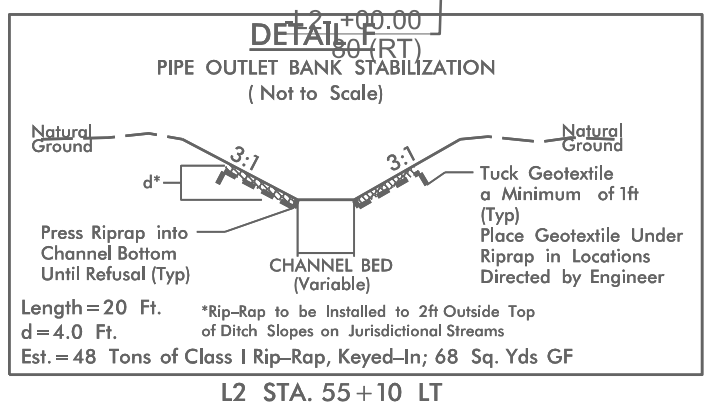 -L2- +00.00
80 (RT)
DETAIL F
PIPE OUTLET BANK STABILIZATION
( Not to Scale)
Natural
Ground
3:1
3:1
Natural
Ground
d*
Tuck Geotextile
a Minimum of 1ft
(Typ)
Place Geotextile Under
Riprap in Locations
Directed by Engineer
Press Riprap into
Channel Bottom
Until Refusal (Typ)
CHANNEL BED
(Variable)
Length=20 Ft.
d=4.0 Ft.
*Rip-Rap to be Installed to 2ft Outside Top
of Ditch Slopes on Jurisdictional Streams
Est.=48 Tons of Class I Rip-Rap, Keyed-In; 68 Sq. Yds GF
L2 STA. 55+10 LT